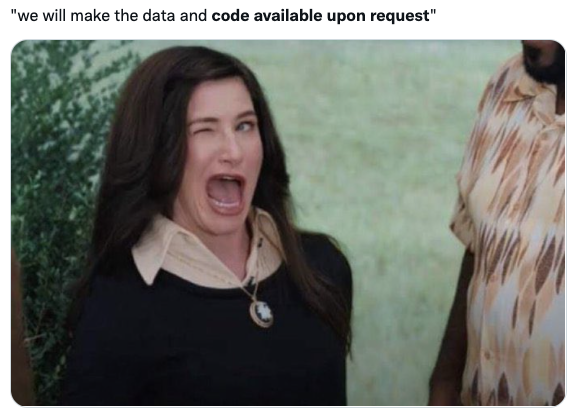 "we will make the data and code available upon request"